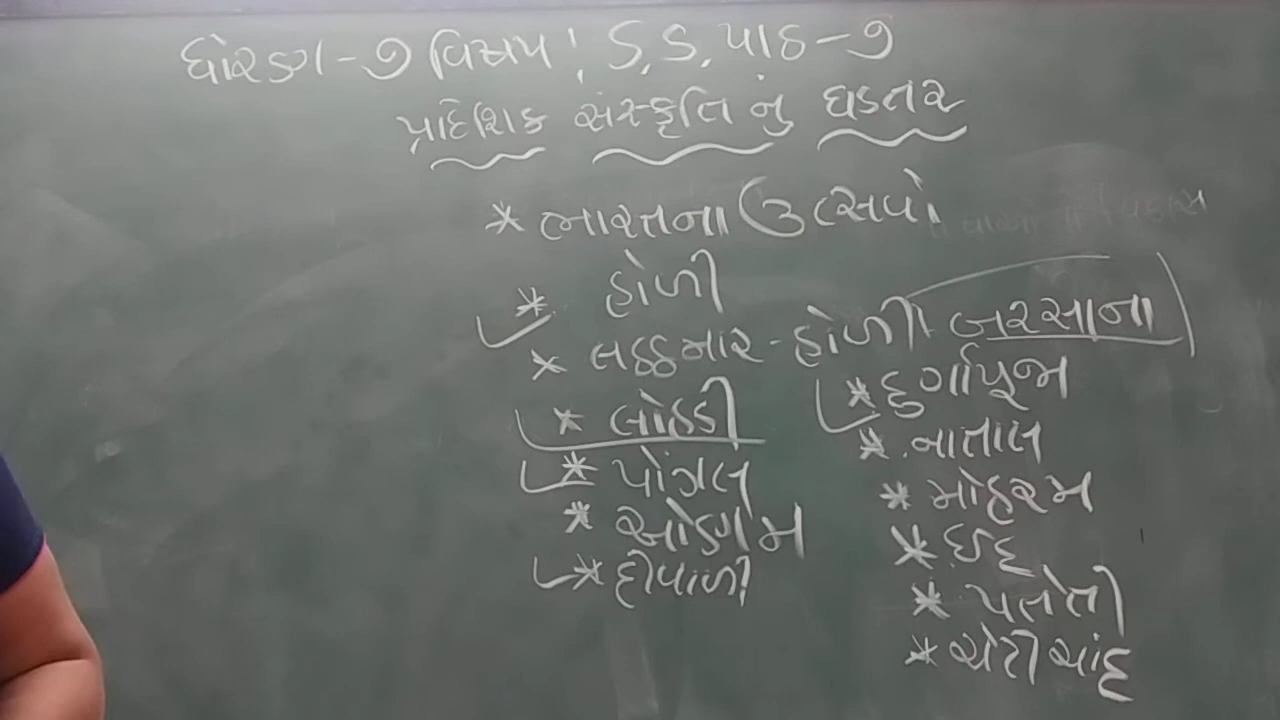 ધોરણ-૭ વિષય: S.S. પાઠ-૭
પ્રાદેશિક સંસ્કૃતિનું ઘડતર
* ભારતના ઉત્સવો
* હોળી
* લઠ્ઠમાર-હોળી બરસાના
* લોહડી
* પોંગલ
* ઓણમ
* દીવાળી
* દુર્ગાપૂજા
* નાતાલ
* મોહરમ
* ઈદ
* પતેતી
* ચેટીચાંદ